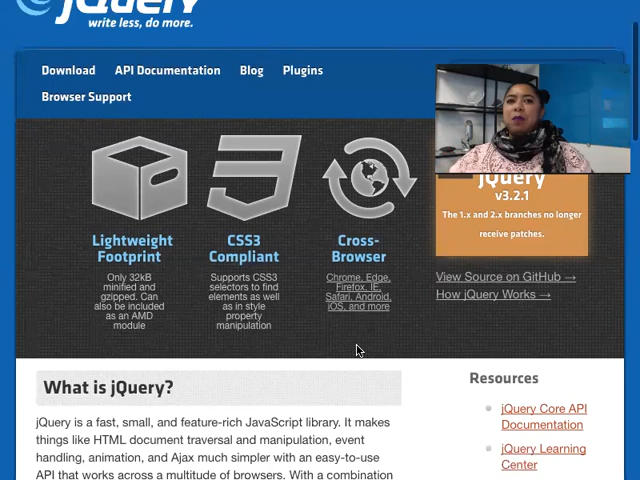 jQuery
write less, do more.
Download API Documentation Blog Plugins
Browser Support
Lightweight
Footprint
Only 32kB
minified and
gzipped. Can
also be included
as an AMD
module
CSS3
Compliant
Supports CSS3
selectors to find
elements as well
as in style
property
manipulation
Cross-
Browser
Chrome, Edge,
Firefox, IE,
Safari, Android,
iOS, and more
jQuery
v3.2.1
The 1.x and 2.x branches no longer
receive patches.
View Source on GitHub →
How jQuery Works →
What is jQuery?
jQuery is a fast, small, and feature-rich JavaScript library. It makes
things like HTML document traversal and manipulation, event
handling, animation, and Ajax much simpler with an easy-to-use
API that works across a multitude of browsers. With a combination
Resources
jQuery Core API
Documentation
jQuery Learning
Center